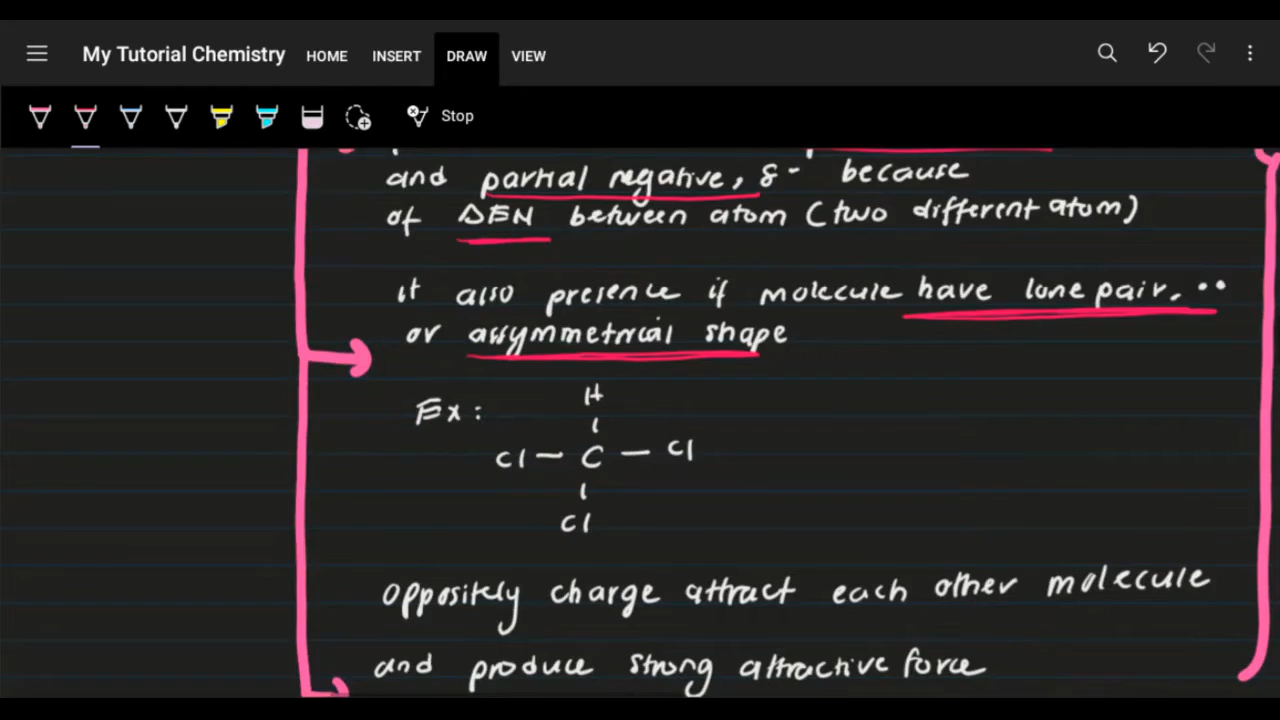 My Tutorial Chemistry HOME INSERT DRAW VIEW
Stop
and partial negative, δ- because
of ΔEN between atom (two different atom)
it also presence if molecule have lone pair. ••
or assymmetrical shape
Ex:
H
Cl — C — Cl
Cl
oppositely charge attract each other molecule
and produce strong attractive force